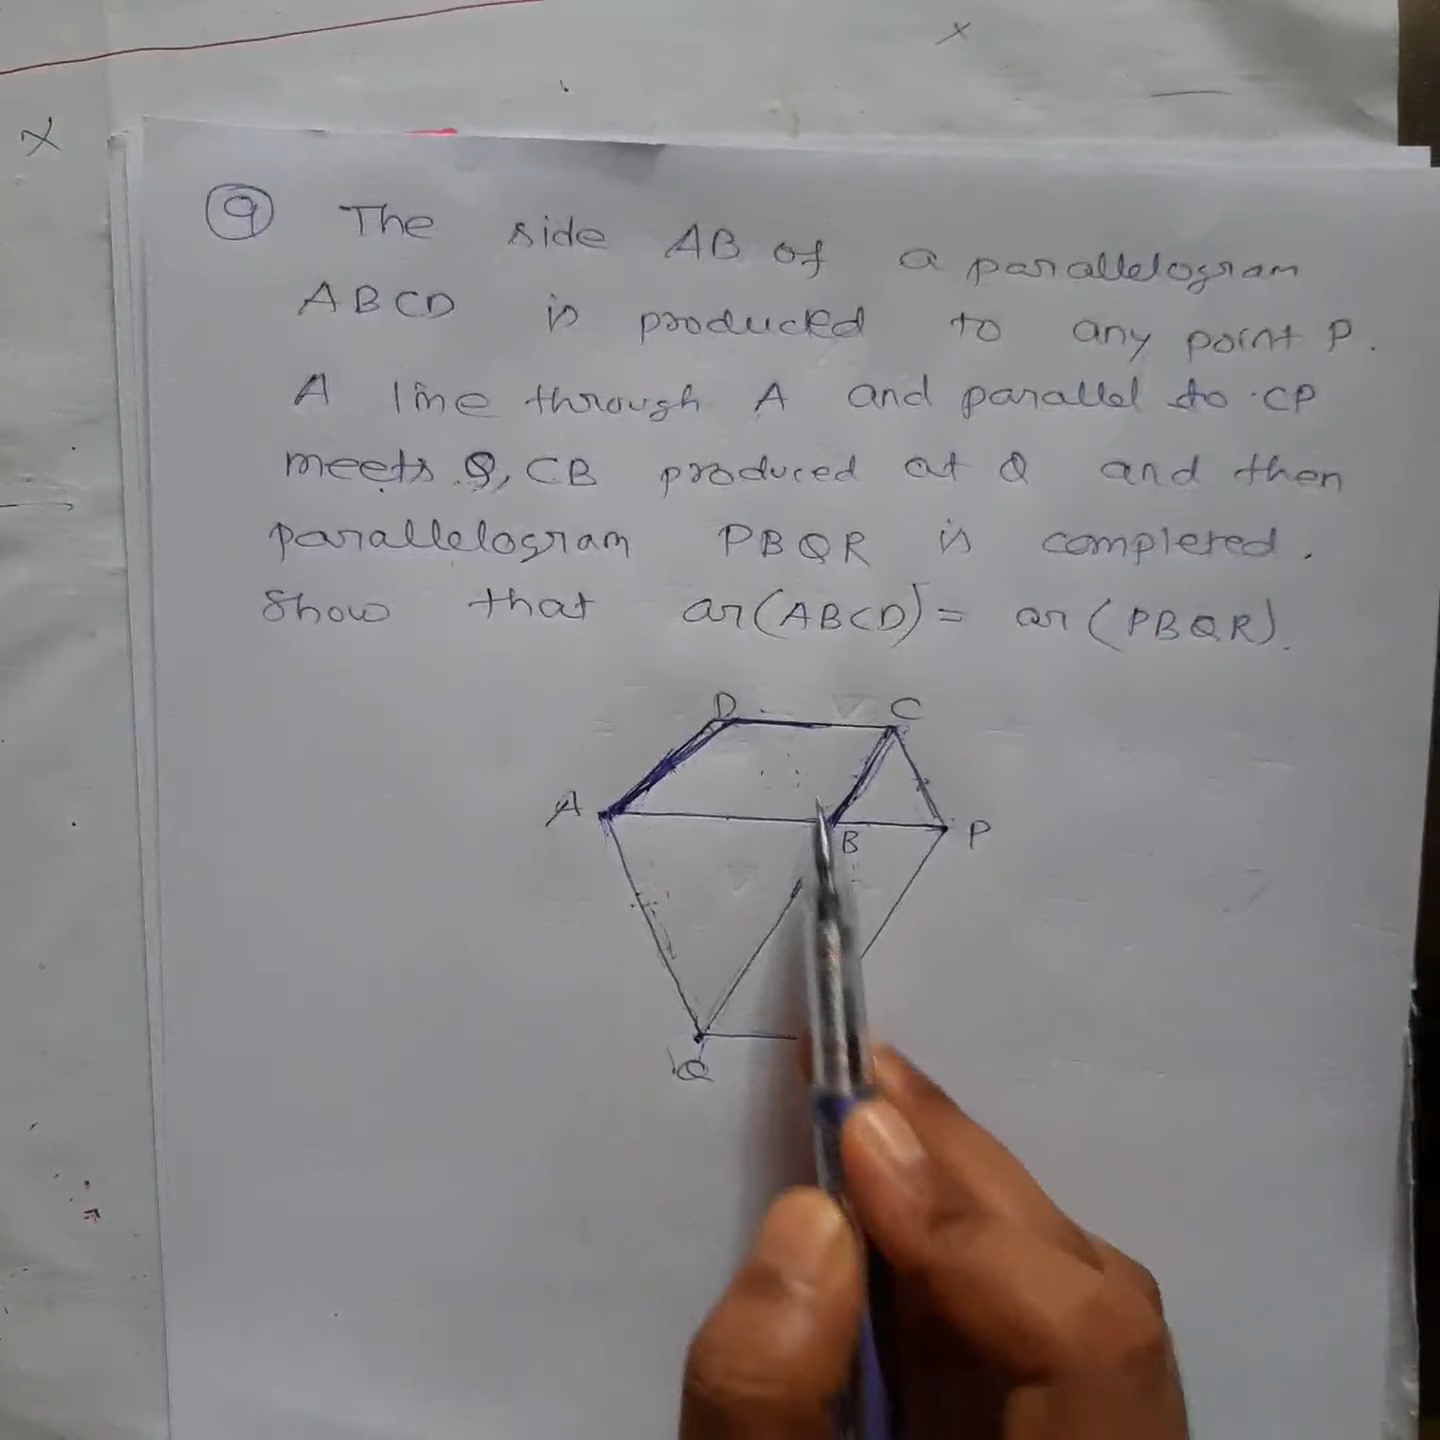 9 The side AB of a parallelogram
ABCD is produced to any point P.
A line through A and parallel to CP
meets Q, CB produced at Q and then
parallelogram PBQR is completed.
Show that ar(ABCD) = ar (PBQR).
D C
A B P
Q